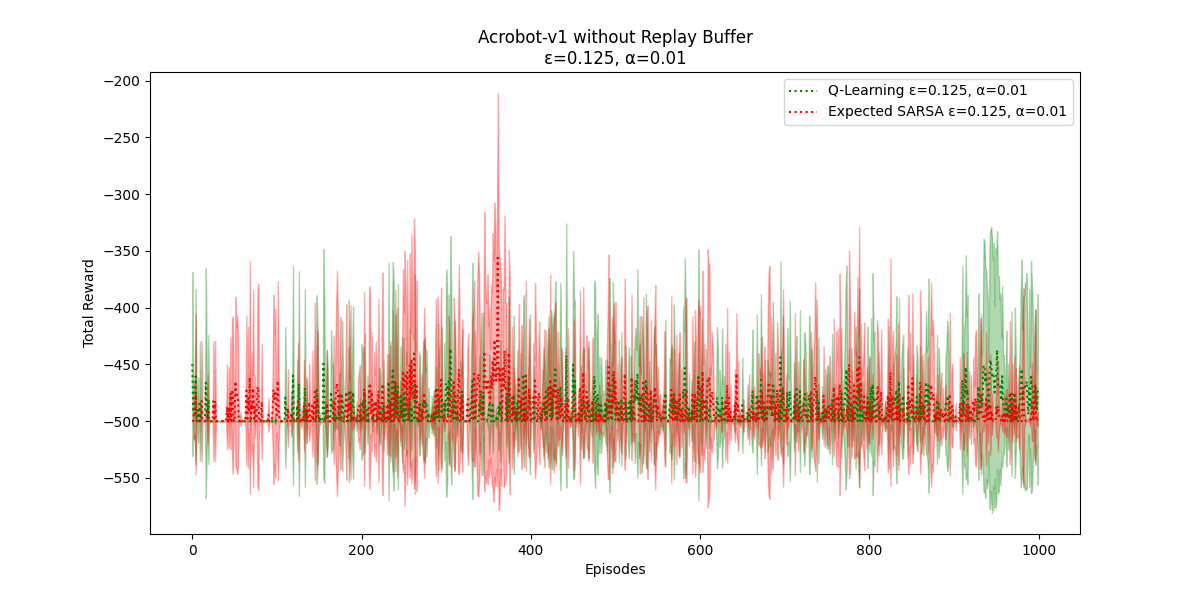 Acrobot-v1 without Replay Buffer
ε=0.125, α=0.01
Q-Learning ε=0.125, α=0.01
Expected SARSA ε=0.125, α=0.01
Total Reward
−200
−250
−300
−350
−400
−450
−500
−550
0 200 400 600 800 1000
Episodes